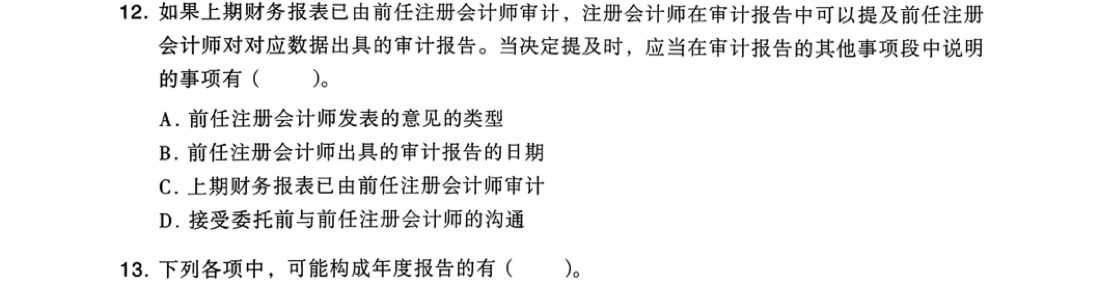 12. 如果上期财务报表已由前任注册会计师审计，注册会计师在审计报告中可以提及前任注册
会计师对对应数据出具的审计报告。当决定提及时，应当在审计报告的其他事项段中说明
的事项有（　　）。
A. 前任注册会计师发表的意见的类型
B. 前任注册会计师出具的审计报告的日期
C. 上期财务报表已由前任注册会计师审计
D. 接受委托前与前任注册会计师的沟通
13. 下列各项中，可能构成年度报告的有（　　）。